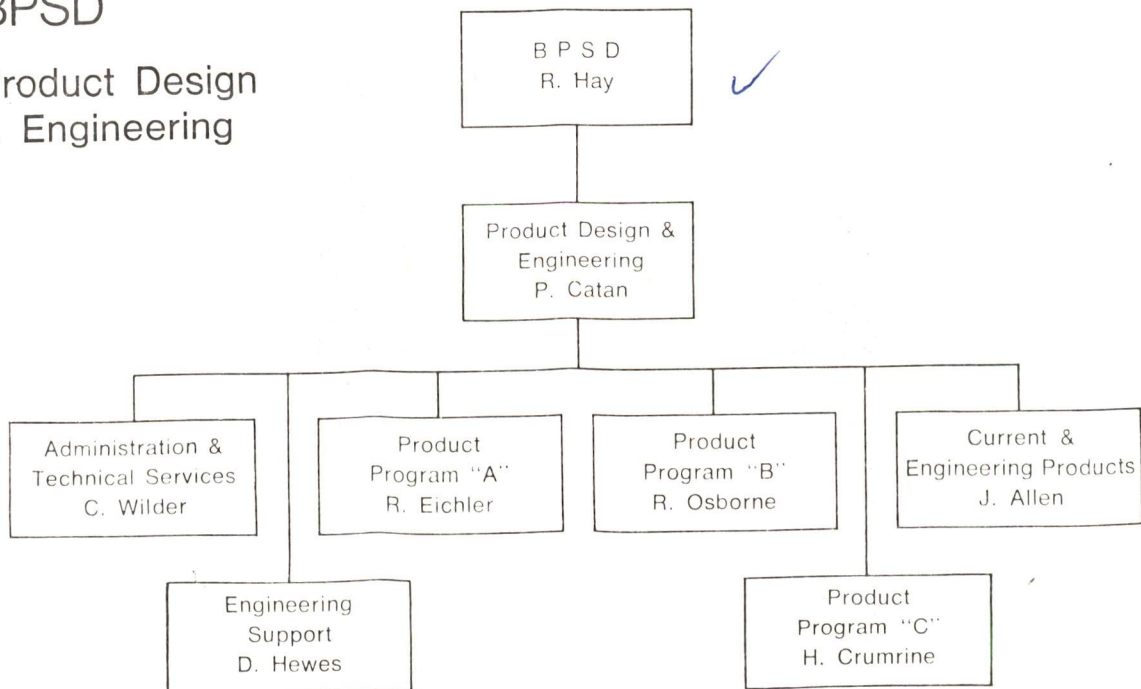 BPSD
roduct Design
Engineering
B P S D
R. Hay
Product Design &
Engineering
P. Catan
Administration &
Technical Services
C. Wilder
Product
Program "A"
R. Eichler
Product
Program "B"
R. Osborne
Current &
Engineering Products
J. Allen
Engineering
Support
D. Hewes
Product
Program "C"
H. Crumrine